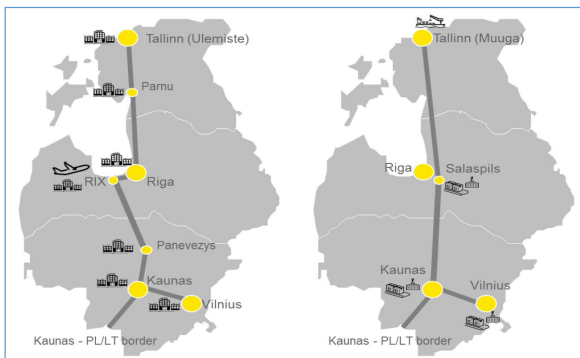 Tallinn (Ulemiste)
Parnu
RIX
Riga
Panevezys
Kaunas
Vilnius
Kaunas - PL/LT border
Tallinn (Muuga)
Riga
Salaspils
Kaunas
Vilnius
Kaunas - PL/LT border